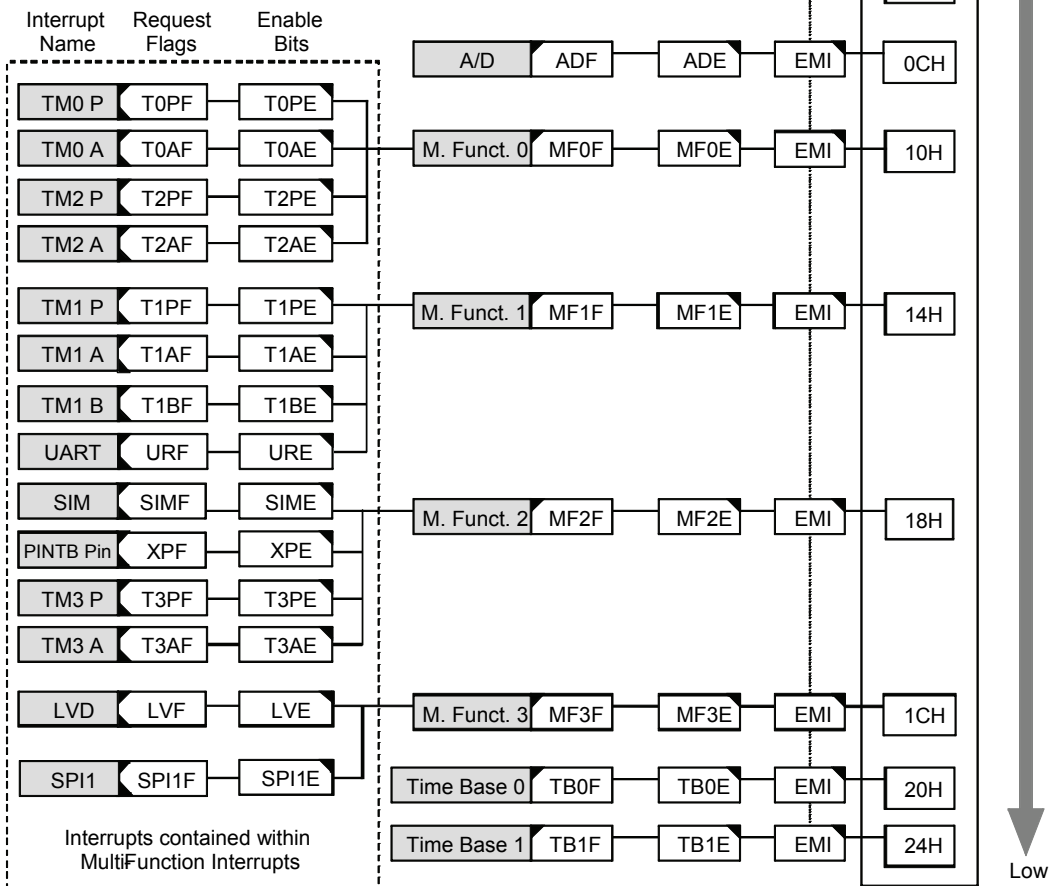 Interrupt Name
Request Flags
Enable Bits
A/D ADF ADE EMI 0CH
TM0 P T0PF T0PE
TM0 A T0AF T0AE M. Funct. 0 MF0F MF0E EMI 10H
TM2 P T2PF T2PE
TM2 A T2AF T2AE
TM1 P T1PF T1PE M. Funct. 1 MF1F MF1E EMI 14H
TM1 A T1AF T1AE
TM1 B T1BF T1BE
UART URF URE
SIM SIMF SIME M. Funct. 2 MF2F MF2E EMI 18H
PINTB Pin XPF XPE
TM3 P T3PF T3PE
TM3 A T3AF T3AE
LVD LVF LVE M. Funct. 3 MF3F MF3E EMI 1CH
SPI1 SPI1F SPI1E Time Base 0 TB0F TB0E EMI 20H
Time Base 1 TB1F TB1E EMI 24H
Interrupts contained within
MultiFunction Interrupts
Low